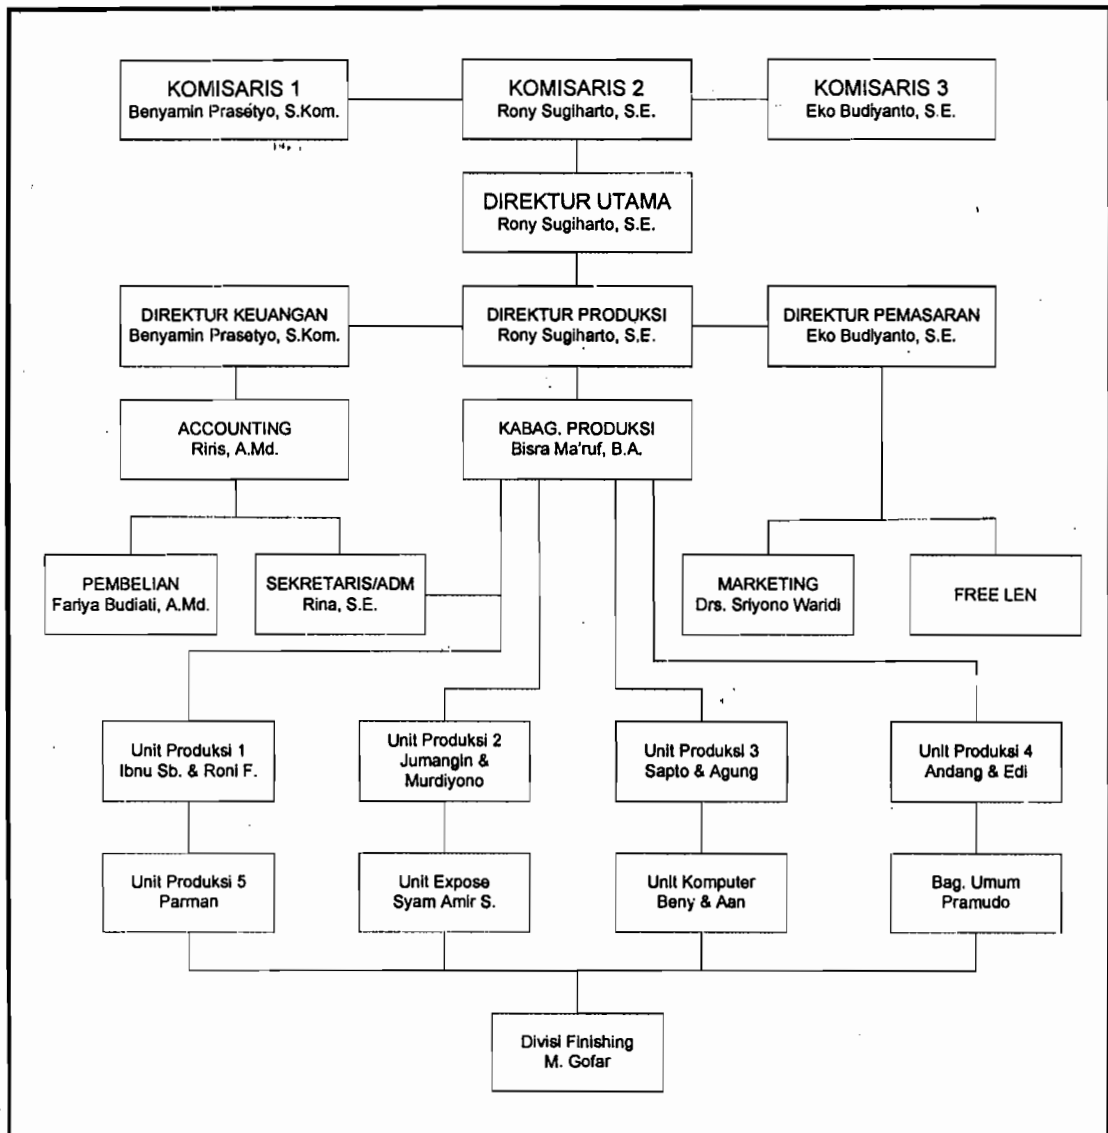 KOMISARIS 1
Benyamin Prasetyo, S.Kom.
KOMISARIS 2
Rony Sugiharto, S.E.
KOMISARIS 3
Eko Budiyanto, S.E.
DIREKTUR UTAMA
Rony Sugiharto, S.E.
DIREKTUR KEUANGAN
Benyamin Prasetyo, S.Kom.
DIREKTUR PRODUKSI
Rony Sugiharto, S.E.
DIREKTUR PEMASARAN
Eko Budiyanto, S.E.
ACCOUNTING
Riris, A.Md.
KABAG. PRODUKSI
Bisra Ma'ruf, B.A.
PEMBELIAN
Fariya Budiati, A.Md.
SEKRETARIS/ADM
Rina, S.E.
MARKETING
Drs. Sriyono Waridi
FREE LEN
Unit Produksi 1
Ibnu Sb. & Roni F.
Unit Produksi 2
Jumangin &
Murdiyono
Unit Produksi 3
Sapto & Agung
Unit Produksi 4
Andang & Edi
Unit Produksi 5
Parman
Unit Expose
Syam Amir S.
Unit Komputer
Beny & Aan
Bag. Umum
Pramudo
Divisi Finishing
M. Gofar